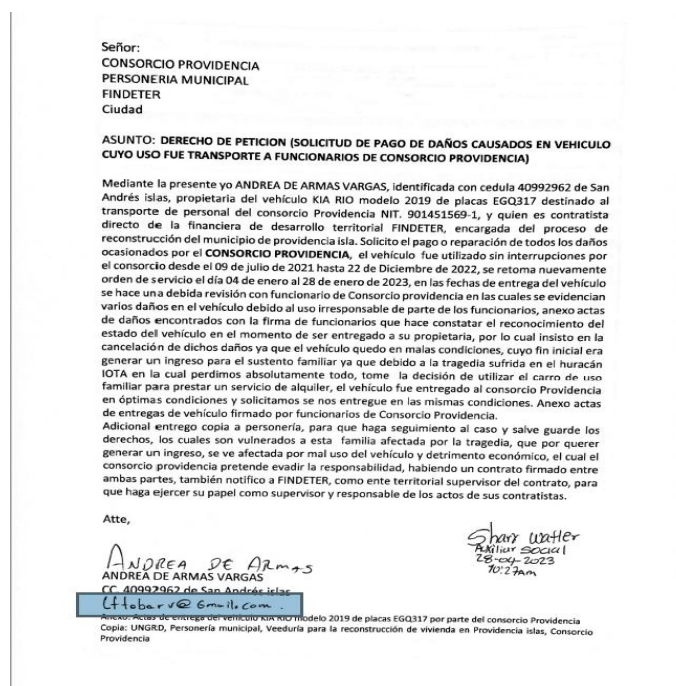 Señor:
CONSORCIO PROVIDENCIA
PERSONERIA MUNICIPAL
FINDETER
Ciudad
ASUNTO: DERECHO DE PETICION (SOLICITUD DE PAGO DE DAÑOS CAUSADOS EN VEHICULO
CUYO USO FUE TRANSPORTE A FUNCIONARIOS DE CONSORCIO PROVIDENCIA)
Mediante la presente yo ANDREA DE ARMAS VARGAS, identificada con cedula 40992962 de San
Andrés islas, propietaria del vehículo KIA RIO modelo 2019 de placas EGQ317 destinado al
transporte de personal del consorcio Providencia NIT. 901451569-1, y quien es contratista
directo de la financiera de desarrollo territorial FINDETER, encargada del proceso de
reconstrucción del municipio de providencia isla. Solicito el pago o reparación de todos los daños
ocasionados por el CONSORCIO PROVIDENCIA, el vehículo fue utilizado sin interrupciones por
el consorcio desde el 09 de julio de 2021 hasta 22 de Diciembre de 2022, se retoma nuevamente
orden de servicio el día 04 de enero al 28 de enero de 2023, en las fechas de entrega del vehículo
se hace una debida revisión con funcionario de Consorcio providencia en las cuales se evidencian
varios daños en el vehículo debido al uso irresponsable de parte de los funcionarios, anexo actas
de daños encontrados con la firma de funcionarios que hace constatar el reconocimiento del
estado del vehículo en el momento de ser entregado a su propietaria, por lo cual insisto en la
cancelación de dichos daños ya que el vehículo quedo en malas condiciones, cuyo fin inicial era
generar un ingreso para el sustento familiar ya que debido a la tragedia sufrida en el huracán
IOTA en la cual perdimos absolutamente todo, tome la decisión de utilizar el carro de uso
familiar para prestar un servicio de alquiler, el vehículo fue entregado al consorcio Providencia
en óptimas condiciones y solicitamos se nos entregue en las mismas condiciones. Anexo actas
de entregas de vehículo firmado por funcionarios de Consorcio Providencia.
Adicional entrego copia a personería, para que haga seguimiento al caso y salve guarde los
derechos, los cuales son vulnerados a esta familia afectada por la tragedia, que por querer
generar un ingreso, se ve afectada por mal uso del vehículo y detrimento económico, el cual el
consorcio providencia pretende evadir la responsabilidad, habiendo un contrato firmado entre
ambas partes, también notifico a FINDETER, como ente territorial supervisor del contrato, para
que haga ejercer su papel como supervisor y responsable de los actos de sus contratistas.
Atte,
ANDREA DE ARMAS
ANDREA DE ARMAS VARGAS
CC. 40992962 de San Andrés islas
Lftobarv@Gmail.com.
Sharr Watler
Auxiliar Social
28-04-2023
10:27am
Anexo: Actas de entrega del vehículo KIA RIO modelo 2019 de placas EGQ317 por parte del consorcio Providencia
Copia: UNGRD, Personería municipal, Veeduría para la reconstrucción de vivienda en Providencia islas, Consorcio
Providencia